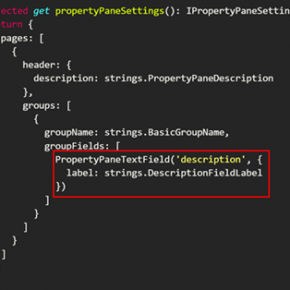 ected get propertyPaneSettings(): IPropertyPaneSettin
turn {
pages: [
{
header: {
description: strings.PropertyPaneDescription
},
groups: [
{
groupName: strings.BasicGroupName,
groupFields: [
PropertyPaneTextField('description', {
label: strings.DescriptionFieldLabel
})
]
}
]
}
]